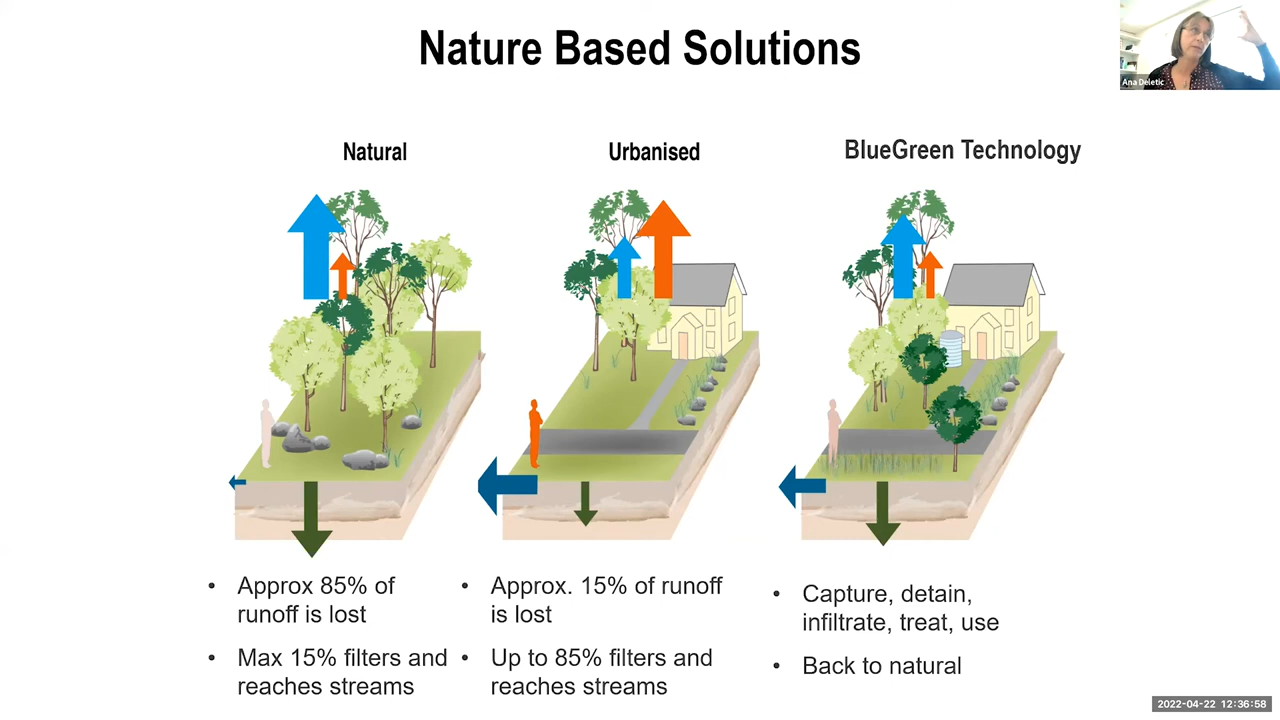 Nature Based Solutions
Ana Deletic
Natural
Urbanised
BlueGreen Technology
• Approx 85% of
runoff is lost
• Max 15% filters and
reaches streams
• Approx. 15% of runoff
is lost
• Up to 85% filters and
reaches streams
• Capture, detain,
infiltrate, treat, use
• Back to natural
2022-04-22 12:36:58